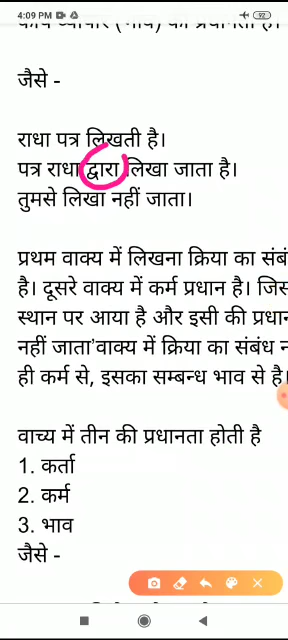 4:09 PM
92
जैसे -
राधा पत्र लिखती है।
पत्र राधा द्वारा लिखा जाता है।
तुमसे लिखा नहीं जाता।
प्रथम वाक्य में लिखना क्रिया का
है। दूसरे वाक्य में कर्म प्रधान है।
स्थान पर आया है और इसी की
नहीं जाता'वाक्य में क्रिया का संबंध
ही कर्म से, इसका सम्बन्ध भाव से है।
वाच्य में तीन की प्रधानता होती है
1. कर्ता
2. कर्म
3. भाव
जैसे -